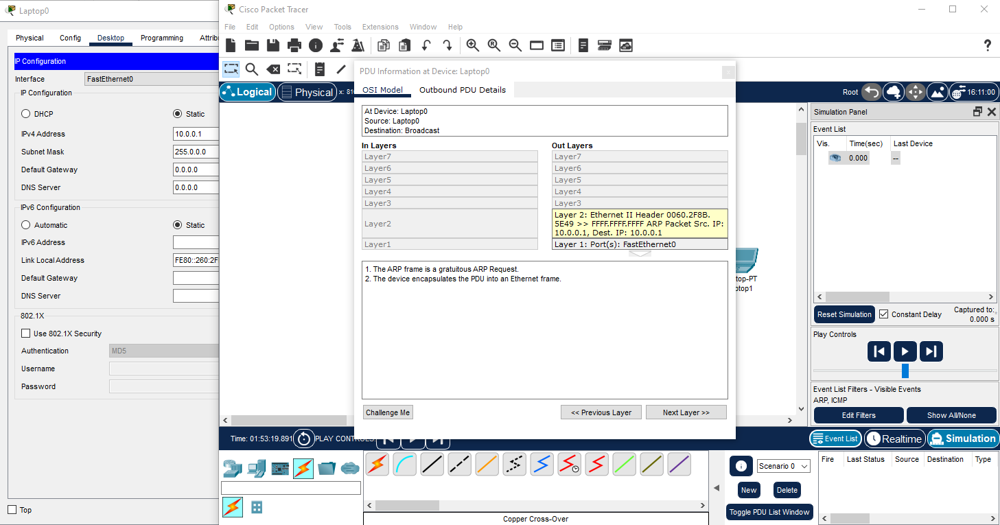 Laptop0
Physical Config Desktop Programming Attribu
IP Configuration
Interface FastEthernet0
IP Configuration
DHCP Static
IPv4 Address 10.0.0.1
Subnet Mask 255.0.0.0
Default Gateway 0.0.0.0
DNS Server 0.0.0.0
IPv6 Configuration
Automatic Static
IPv6 Address
Link Local Address FE80::260:2F
Default Gateway
DNS Server
802.1X
Use 802.1X Security
Authentication MD5
Username
Password
Top
Cisco Packet Tracer
File Edit Options View Tools Extensions Window Help
Logical Physical x: 81 Root 16:11:00
PDU Information at Device: Laptop0
OSI Model Outbound PDU Details
At Device: Laptop0
Source: Laptop0
Destination: Broadcast
In Layers Out Layers
Layer7 Layer7
Layer6 Layer6
Layer5 Layer5
Layer4 Layer4
Layer3 Layer3
Layer2
Layer 2: Ethernet II Header 0060.2F8B.
5E49 >> FFFF.FFFF.FFFF ARP Packet Src. IP:
10.0.0.1, Dest. IP: 10.0.0.1
Layer1 Layer 1: Port(s): FastEthernet0
1. The ARP frame is a gratuitous ARP Request.
2. The device encapsulates the PDU into an Ethernet frame.
Challenge Me << Previous Layer Next Layer >>
top-PT
ptop1
Simulation Panel
Event List
Vis. Time(sec) Last Device
0.000 --
Reset Simulation Constant Delay Captured to:
0.000 s
Play Controls
Event List Filters - Visible Events
ARP, ICMP
Edit Filters Show All/None
Time: 01:53:19.891 PLAY CONTROLS: Event List Realtime Simulation
Copper Cross-Over
Scenario 0
New Delete
Toggle PDU List Window
Fire Last Status Source Destination Type